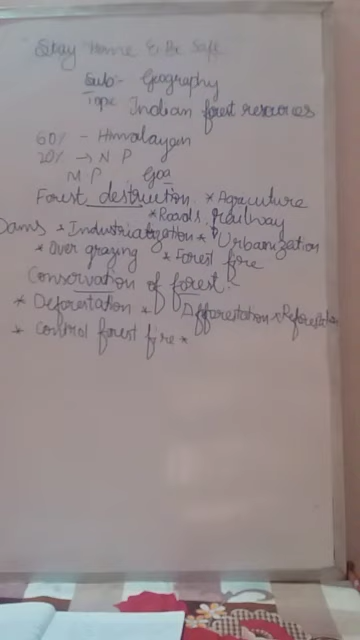 Stay Home & Be Safe
Sub:- Geography
Topic Indian forest resources
60% - Himalayan
20% → N P
M P Goa
Forest destruction * Agriculture
* Roads, Railway
Dams * Industrialization * Urbanization
* Over grazing * Forest fire
Conservation of forest:-
* Deforestation * Afforestation * Reforestation
* Control forest fire *